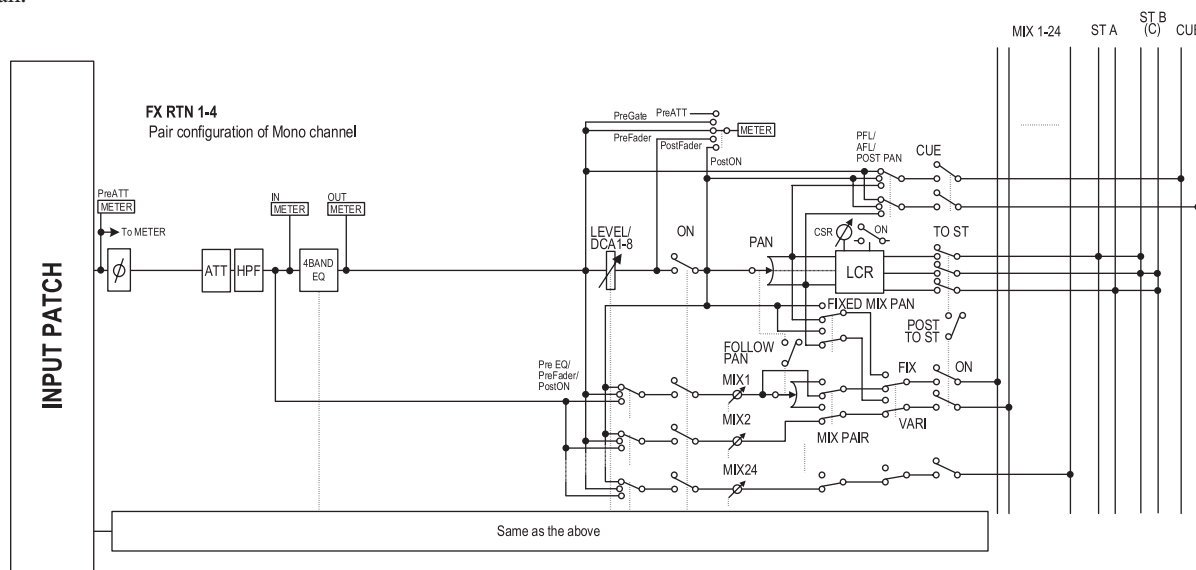 MIX 1-24
ST A
ST B
(C)
FX RTN 1-4
Pair configuration of Mono channel
INPUT PATCH
PreATT
METER
To METER
ϕ
ATT
HPF
IN
METER
4BAND
EQ
OUT
METER
PreGate
PreATT
METER
PreFader
PostFader
PostON
PFL/
AFL/
POST PAN
CUE
LEVEL/
DCA1-8
ON
PAN
CSR
ON
LCR
TO ST
FIXED MIX PAN
POST
TO ST
FOLLOW
PAN
Pre EQ/
PreFader/
PostON
MIX1
FIX
ON
MIX2
MIX PAIR
VARI
MIX24
Same as the above